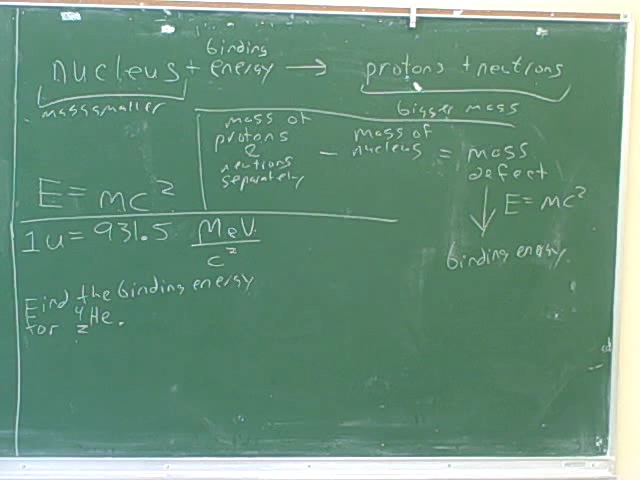 binding
nucleus + energy → protons + neutrons
mass smaller
bigger mass
mass of
protons
&
neutrons
separately
− mass of
nucleus = mass
defect
E = mc²
E = mc²
binding energy
1u = 931.5 MeV/c²
Find the binding energy
for ⁴₂He.